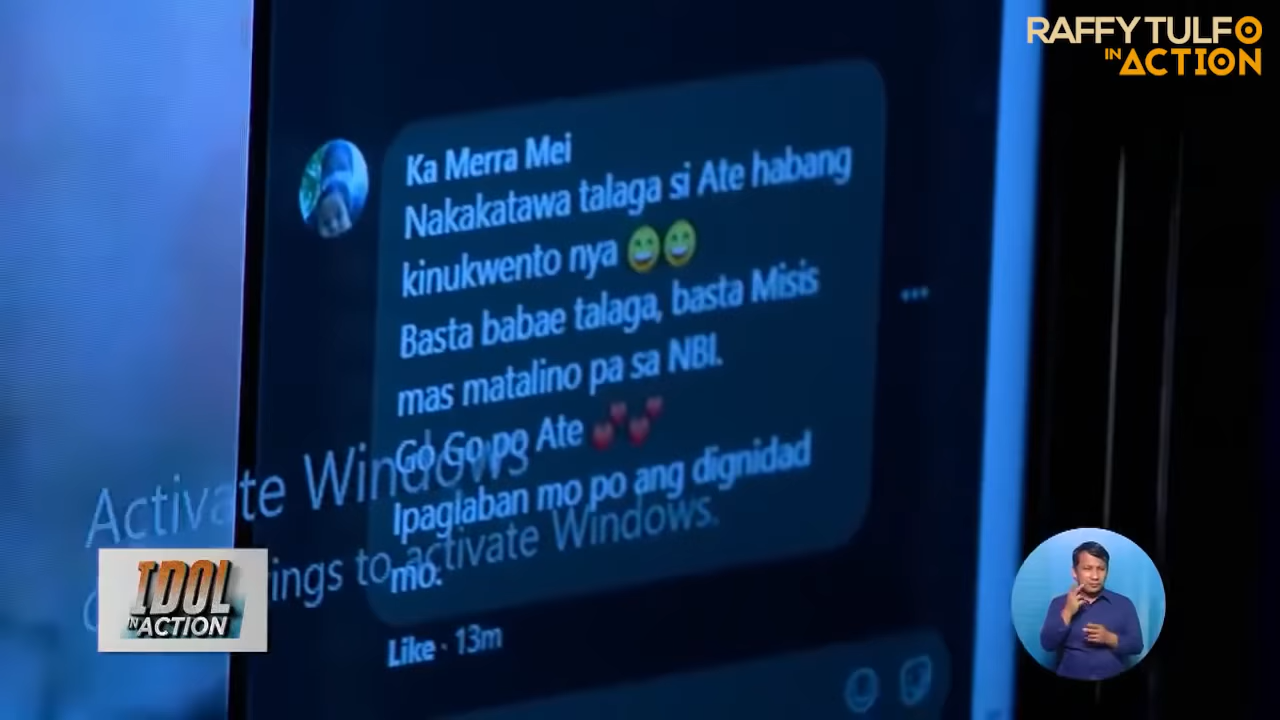 RAFFY TULFO
IN ACTION
Ka Merra Mei
Nakakatawa talaga si Ate habang
kinukwento nya 😄😄
Basta babae talaga, basta Misis
mas matalino pa sa NBI.
Go Go po Ate 💕💕
Ipaglaban mo po ang dignidad
mo.
Like · 13m
Activate Windows
ings to activate Windows.
IDOL
IN ACTION